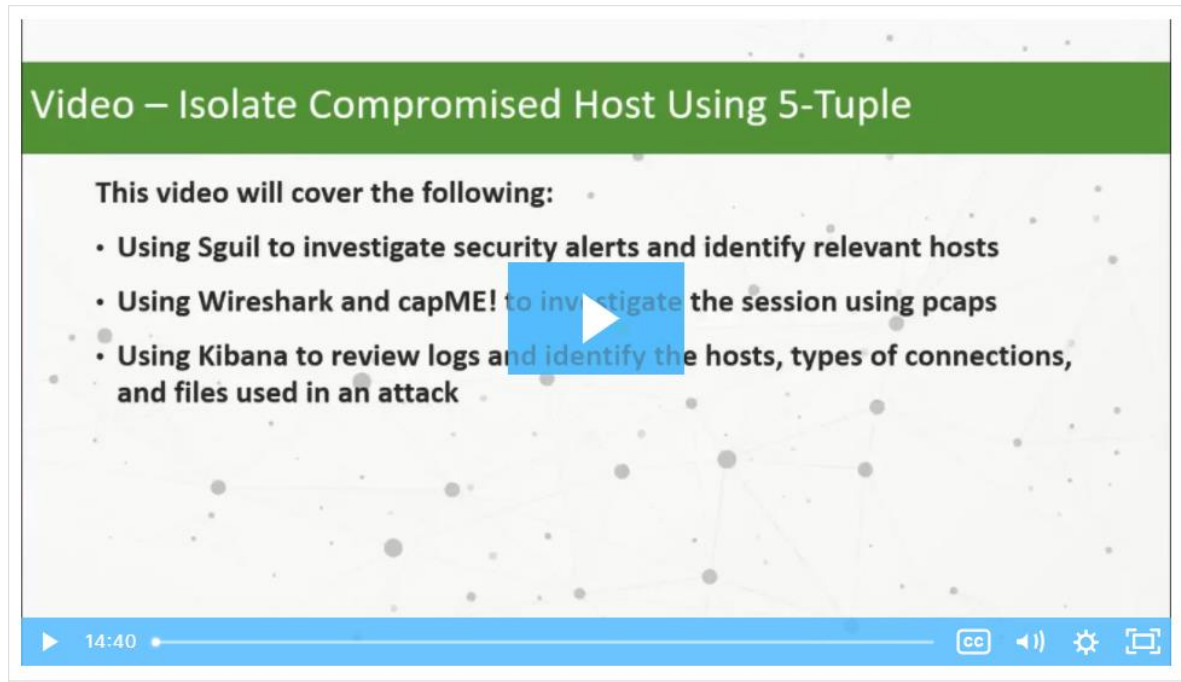 Video – Isolate Compromised Host Using 5-Tuple
This video will cover the following:
• Using Sguil to investigate security alerts and identify relevant hosts
• Using Wireshark and capME! to investigate the session using pcaps
• Using Kibana to review logs and identify the hosts, types of connections,
and files used in an attack
14:40
CC